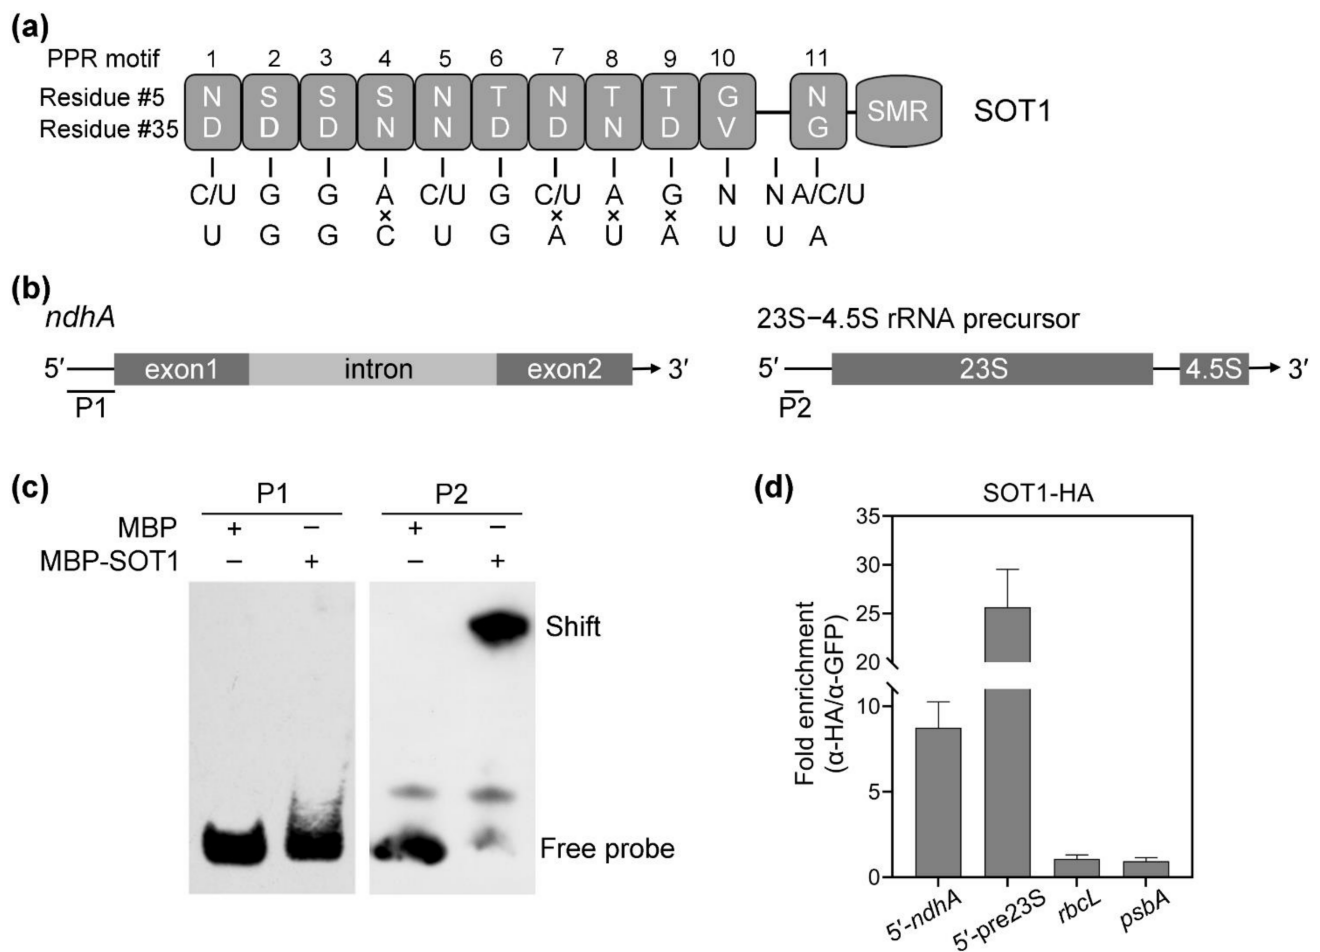 (a)
PPR motif 1 2 3 4 5 6 7 8 9 10 11
Residue #5 N S S S N T N T T G N
Residue #35 D D D N N D D N D V G
SMR
SOT1
C/U G G A C/U G C/U A G N N A/C/U
× × × ×
U G G C U G A U A U U A
(b)
ndhA
5′ exon1 intron exon2 3′
P1
23S−4.5S rRNA precursor
5′ 23S 4.5S 3′
P2
(c)
P1 P2
MBP + − + −
MBP-SOT1 − + − +
Shift
Free probe
(d)
SOT1-HA
Fold enrichment
(α-HA/α-GFP)
35
30
25
20
10
5
0
5′-ndhA 5′-pre23S rbcL psbA